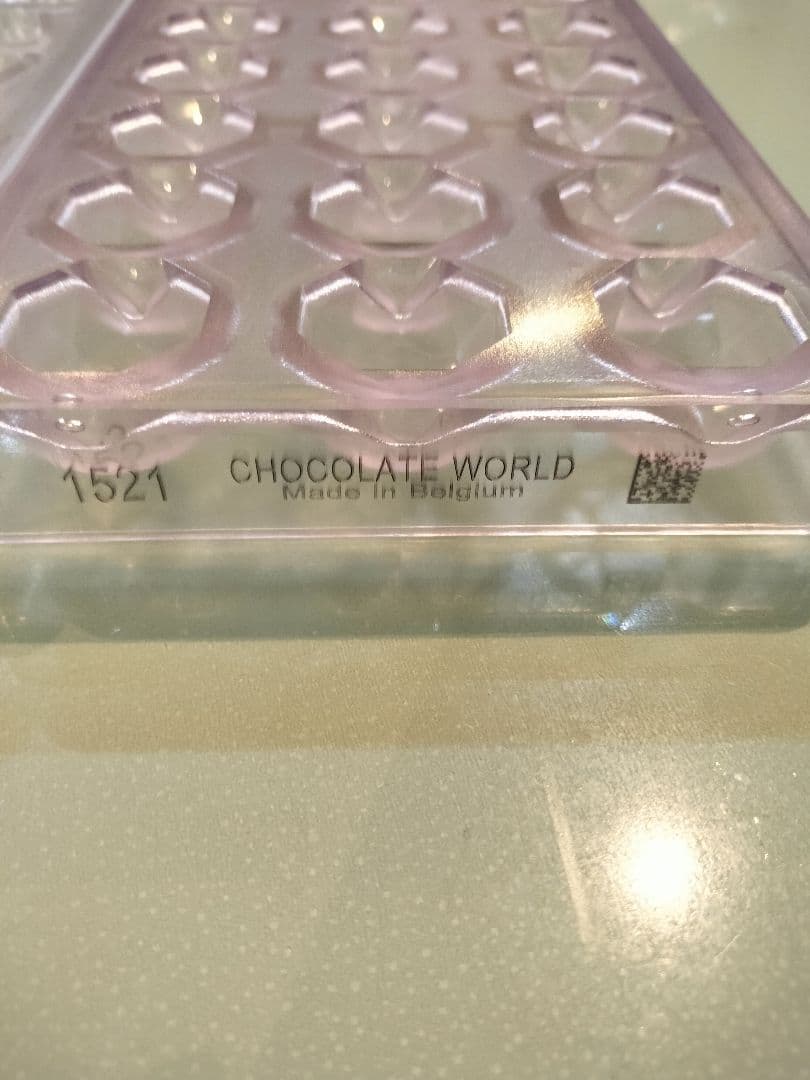 1521
CHOCOLATE WORLD
Made in Belgium